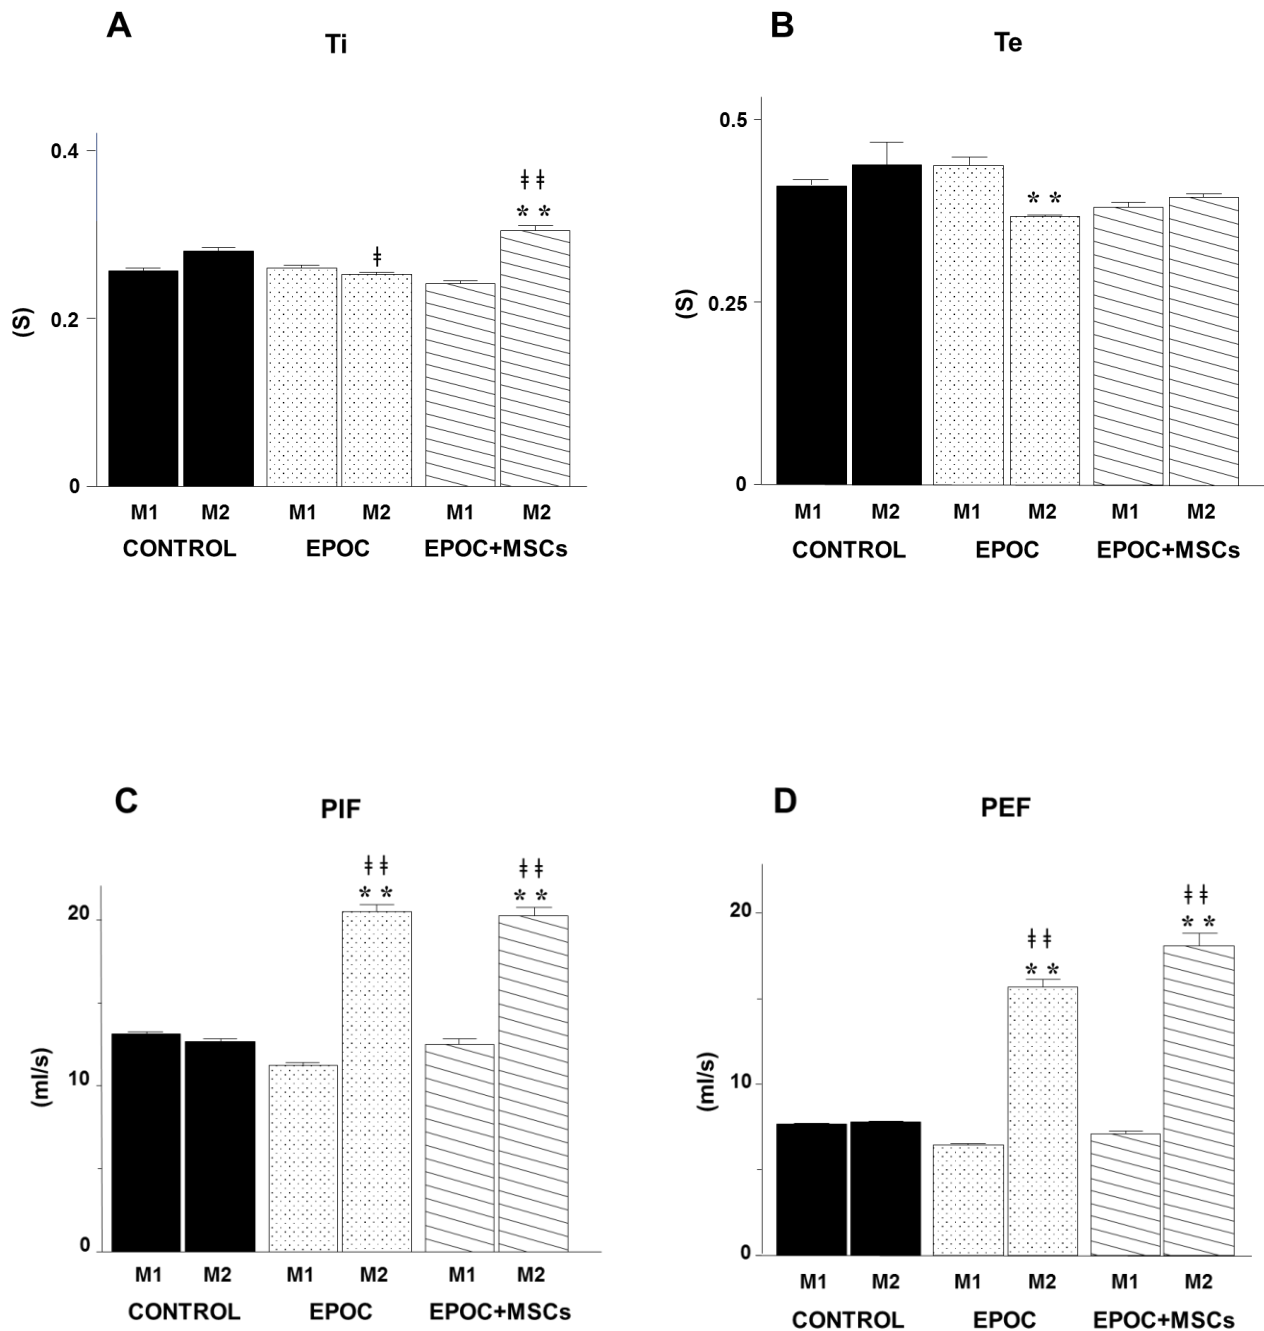 A
Ti
0.4
0.2
0
(S)
‡ ‡
* *
‡
M1 M2 M1 M2 M1 M2
CONTROL EPOC EPOC+MSCs
B
Te
0.5
0.25
0
(S)
* *
M1 M2 M1 M2 M1 M2
CONTROL EPOC EPOC+MSCs
C
PIF
20
10
0
(ml/s)
‡ ‡ ‡ ‡
* * * *
M1 M2 M1 M2 M1 M2
CONTROL EPOC EPOC+MSCs
D
PEF
20
10
0
(ml/s)
‡ ‡
* *
‡ ‡
* *
M1 M2 M1 M2 M1 M2
CONTROL EPOC EPOC+MSCs